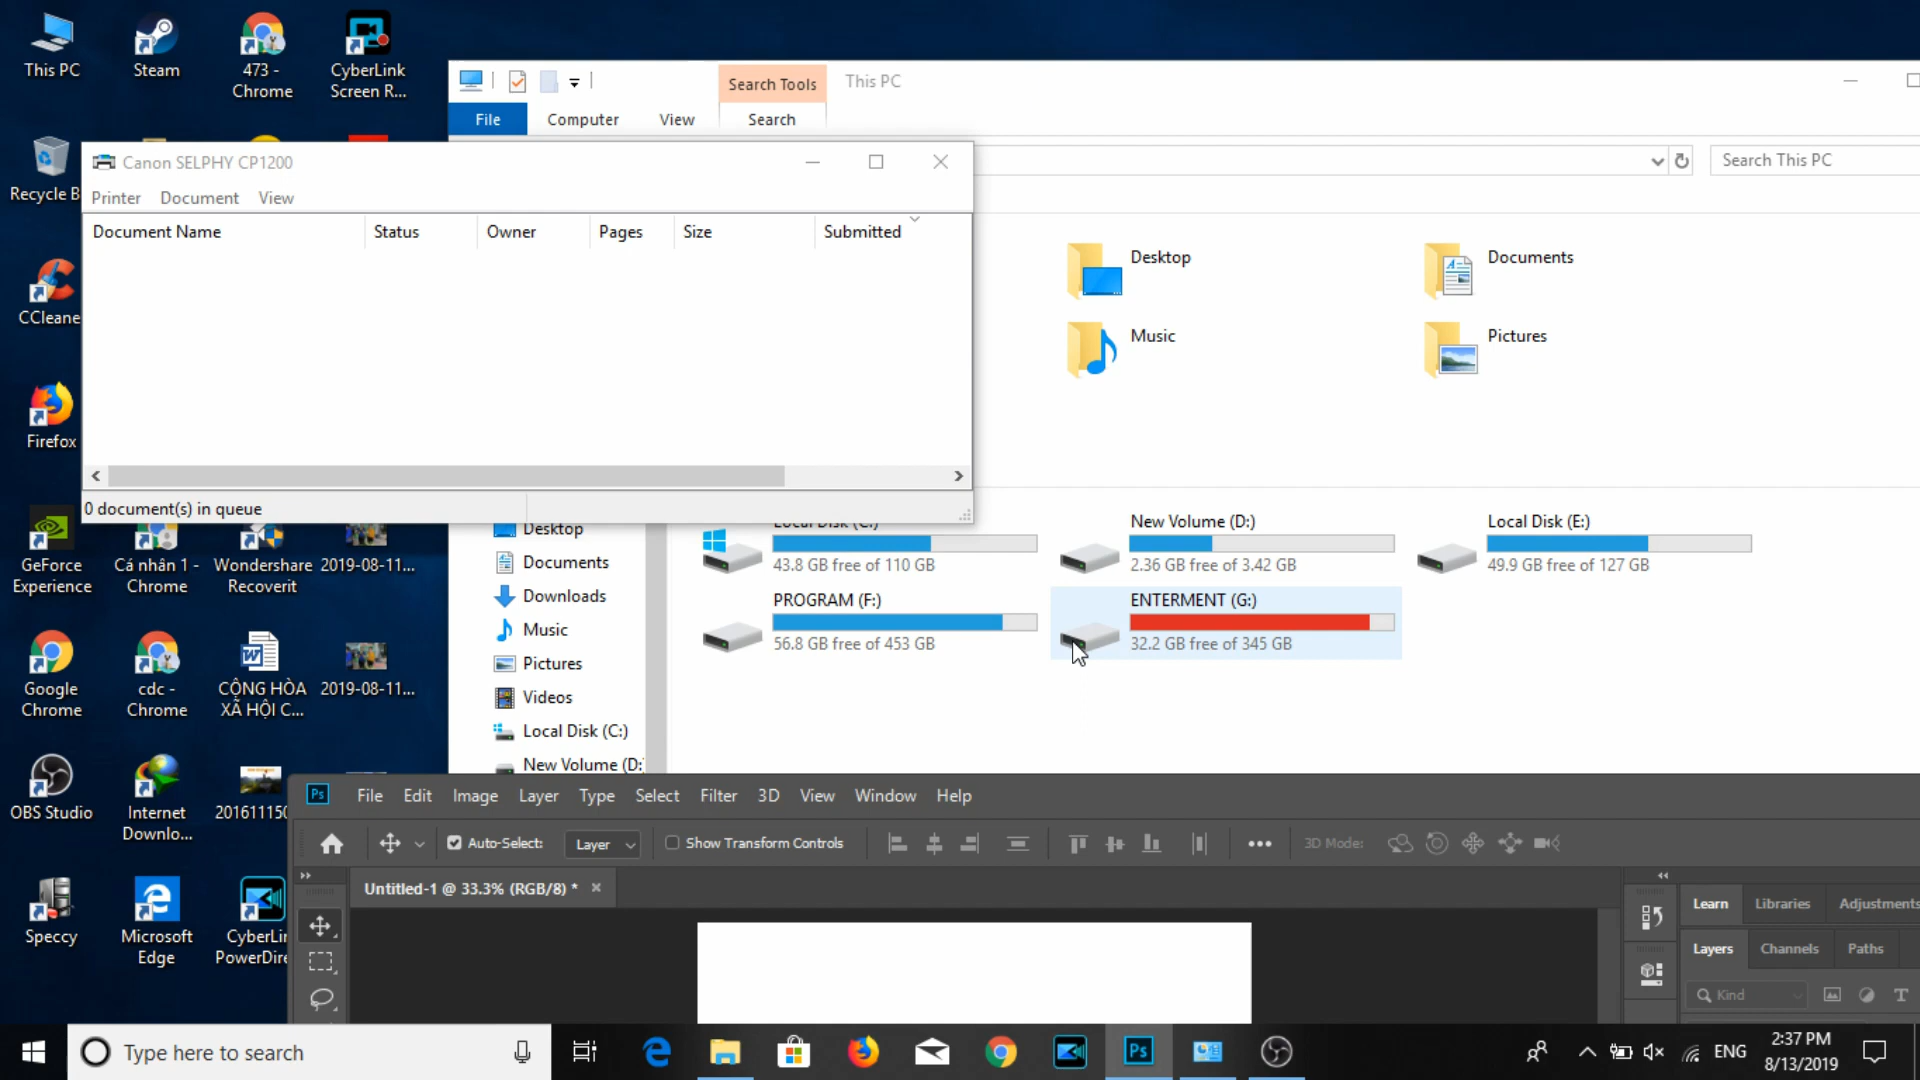 This PC
Steam
473 -
Chrome
CyberLink
Screen R...
Recycle B
CCleane
Firefox
GeForce
Experience
Cá nhân 1 -
Chrome
Wondershare
Recoverit
2019-08-11...
Google
Chrome
cdc -
Chrome
CỘNG HÒA
XÃ HỘI C...
2019-08-11...
OBS Studio
Internet
Downlo...
201611150
Speccy
Microsoft
Edge
CyberLin
PowerDire
Search Tools
This PC
File
Computer
View
Search
Search This PC
Canon SELPHY CP1200
Printer
Document
View
Document Name
Status
Owner
Pages
Size
Submitted
0 document(s) in queue
Desktop
Documents
Music
Pictures
Desktop
Documents
Downloads
Music
Pictures
Videos
Local Disk (C:)
New Volume (D:
Local Disk (C:)
43.8 GB free of 110 GB
New Volume (D:)
2.36 GB free of 3.42 GB
Local Disk (E:)
49.9 GB free of 127 GB
PROGRAM (F:)
56.8 GB free of 453 GB
ENTERMENT (G:)
32.2 GB free of 345 GB
Ps
File
Edit
Image
Layer
Type
Select
Filter
3D
View
Window
Help
Auto-Select:
Layer
Show Transform Controls
3D Mode:
Untitled-1 @ 33.3% (RGB/8) *
Learn
Libraries
Adjustments
Layers
Channels
Paths
Kind
Type here to search
Ps
ENG
2:37 PM
8/13/2019